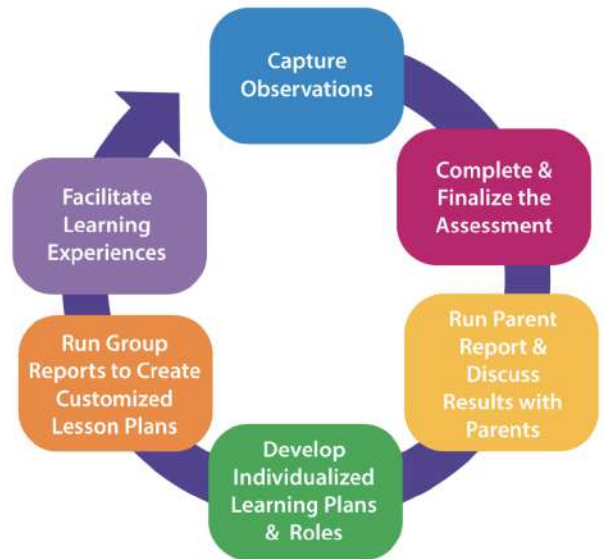 Capture
Observations
Complete &
Finalize the
Assessment
Run Parent
Report &
Discuss
Results with
Parents
Develop
Individualized
Learning Plans
& Roles
Run Group
Reports to Create
Customized
Lesson Plans
Facilitate
Learning
Experiences